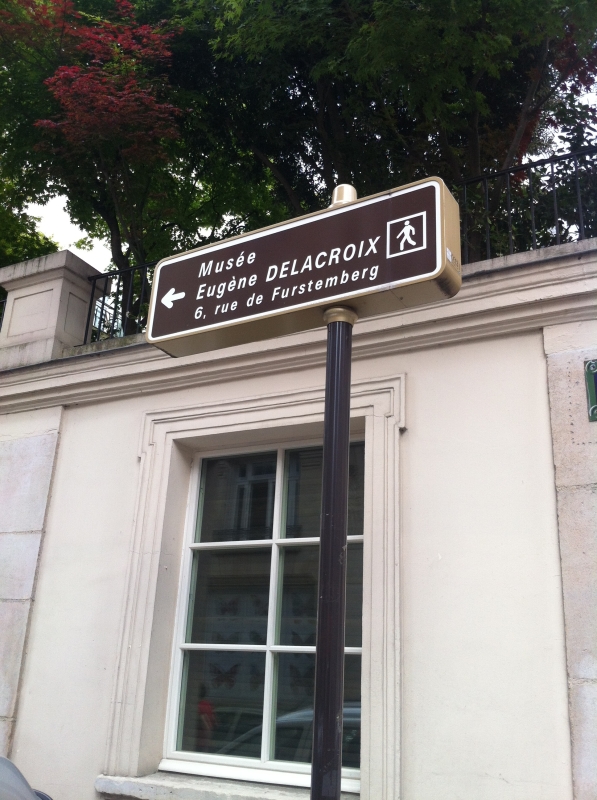 Musée
Eugène DELACROIX
6, rue de Furstemberg